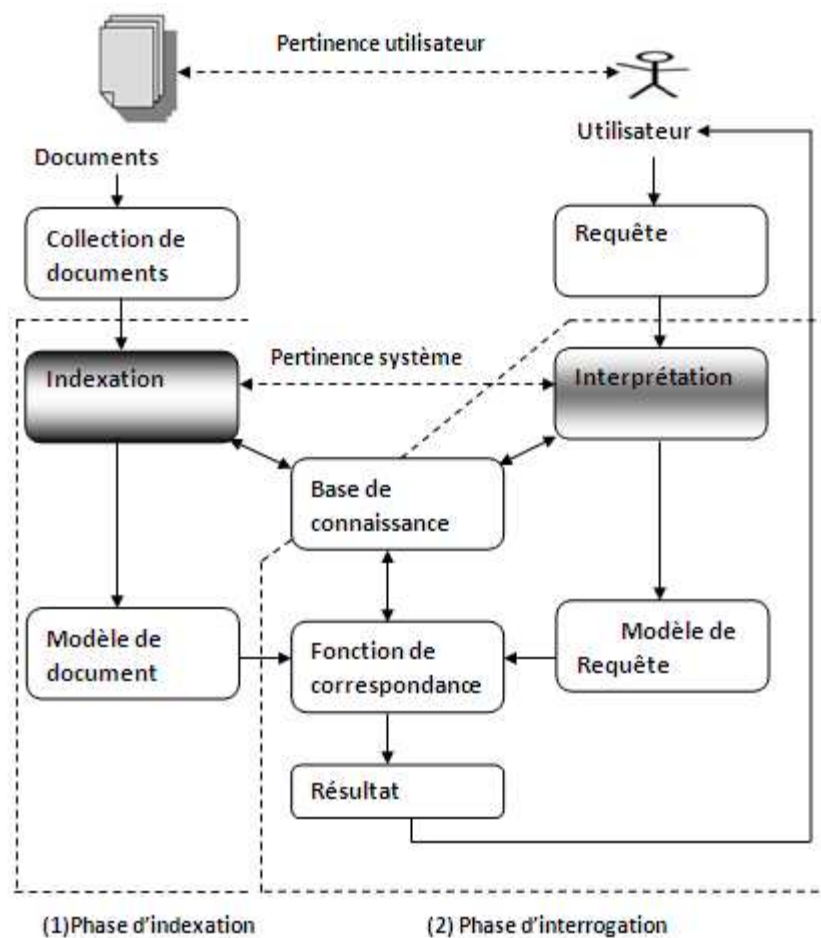 Pertinence utilisateur
Documents
Utilisateur
Collection de
documents
Requête
Indexation
Pertinence système
Interprétation
Base de
connaissance
Modèle de
document
Fonction de
correspondance
Modèle de
Requête
Résultat
(1)Phase d'indexation
(2) Phase d'interrogation